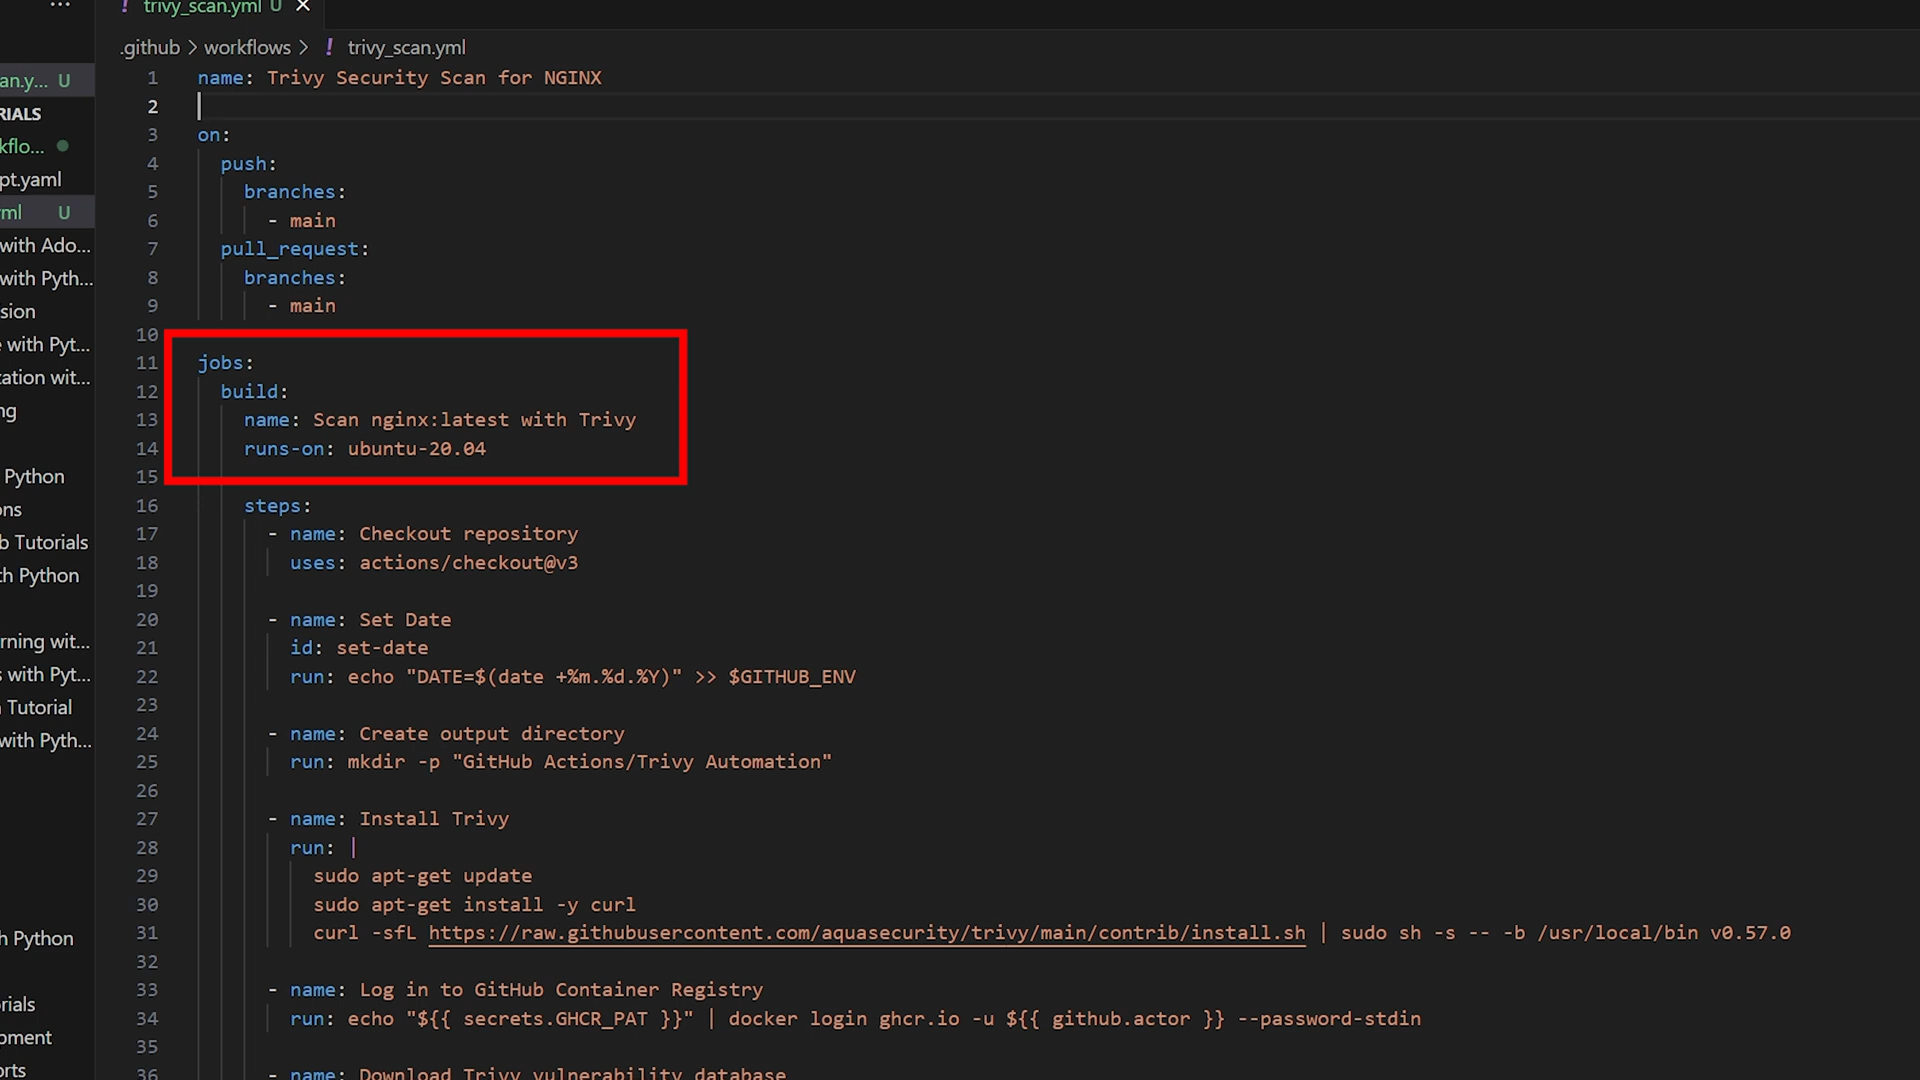 ... ! trivy_scan.yml U ×
.github > workflows > ! trivy_scan.yml
an.y... U
RIALS
kflo...
pt.yaml
yml U
with Ado...
with Pyth...
sion
e with Pyt...
tation wit...
ng
Python
ons
b Tutorials
th Python
rning wit...
s with Pyt...
n Tutorial
with Pyth...
h Python
rials
pment
orts
1 name: Trivy Security Scan for NGINX
2
3 on:
4 push:
5 branches:
6 - main
7 pull_request:
8 branches:
9 - main
10
11 jobs:
12 build:
13 name: Scan nginx:latest with Trivy
14 runs-on: ubuntu-20.04
15
16 steps:
17 - name: Checkout repository
18 uses: actions/checkout@v3
19
20 - name: Set Date
21 id: set-date
22 run: echo "DATE=$(date +%m.%d.%Y)" >> $GITHUB_ENV
23
24 - name: Create output directory
25 run: mkdir -p "GitHub Actions/Trivy Automation"
26
27 - name: Install Trivy
28 run: |
29 sudo apt-get update
30 sudo apt-get install -y curl
31 curl -sfL https://raw.githubusercontent.com/aquasecurity/trivy/main/contrib/install.sh | sudo sh -s -- -b /usr/local/bin v0.57.0
32
33 - name: Log in to GitHub Container Registry
34 run: echo "${{ secrets.GHCR_PAT }}" | docker login ghcr.io -u ${{ github.actor }} --password-stdin
35
36 - name: Download Trivy vulnerability database